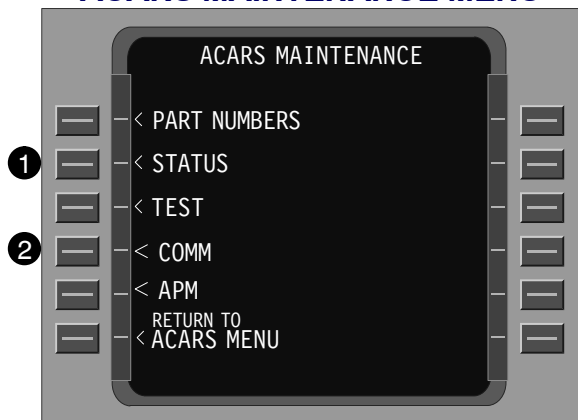 ACARS MAINTENANCE
< PART NUMBERS
1 < STATUS
< TEST
2 < COMM
< APM
RETURN TO
< ACARS MENU